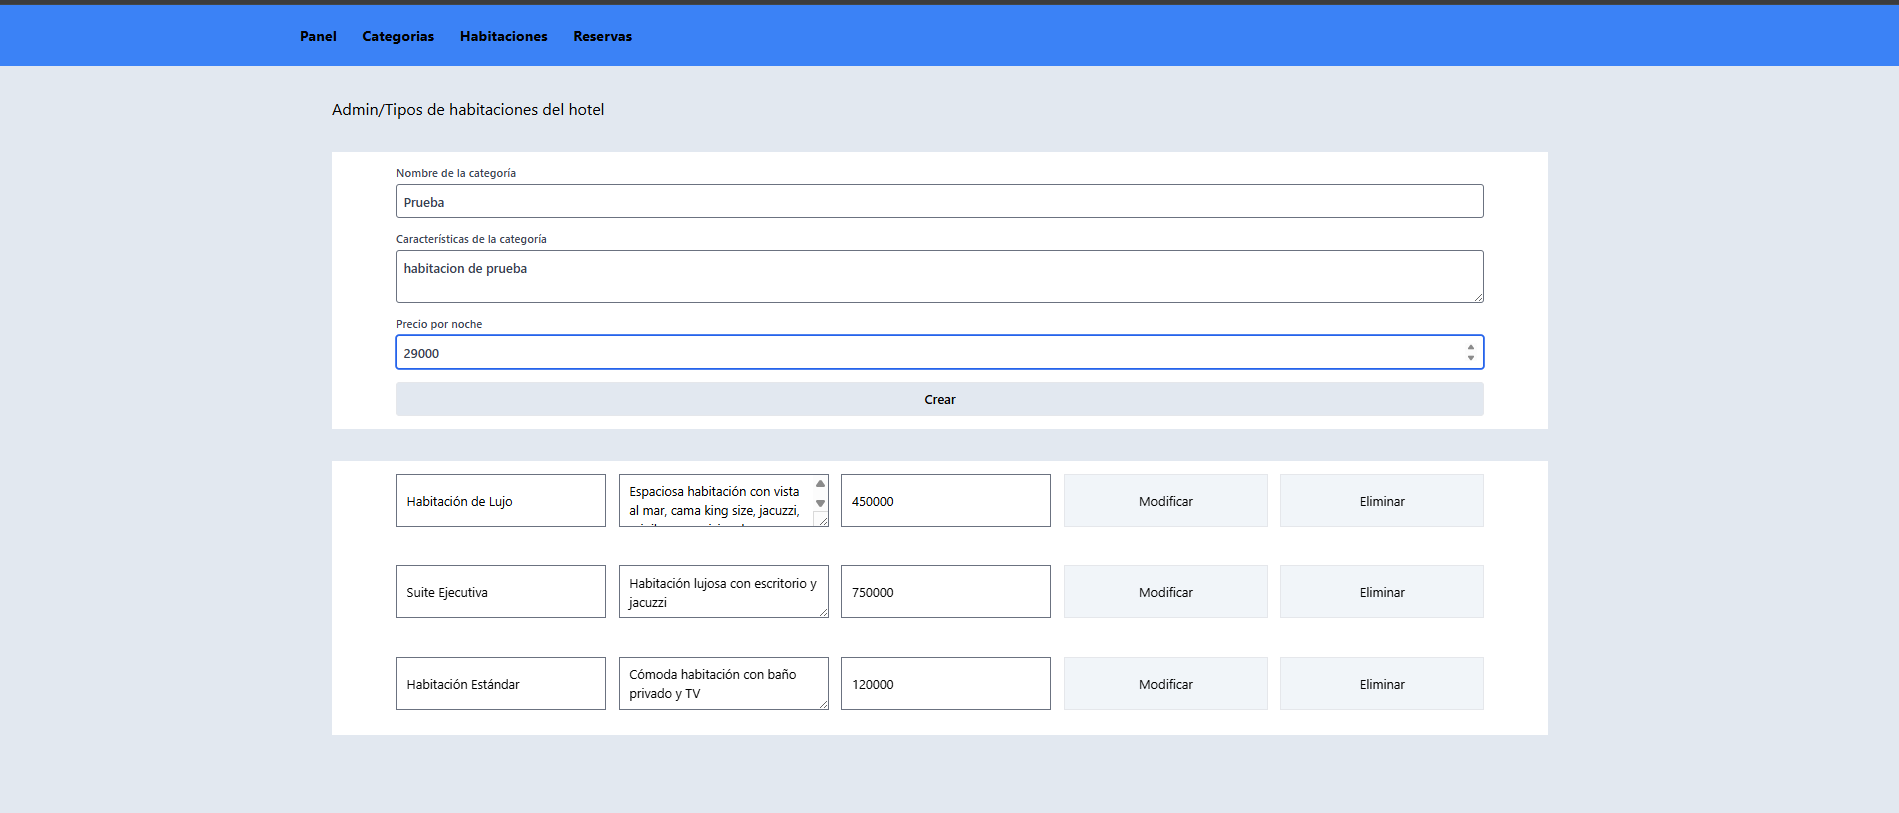 Panel Categorias Habitaciones Reservas
Admin/Tipos de habitaciones del hotel
Nombre de la categoría
Prueba
Características de la categoría
habitacion de prueba
Precio por noche
29000
Crear
Habitación de Lujo
Espaciosa habitación con vista
al mar, cama king size, jacuzzi,
450000
Modificar
Eliminar
Suite Ejecutiva
Habitación lujosa con escritorio y
jacuzzi
750000
Modificar
Eliminar
Habitación Estándar
Cómoda habitación con baño
privado y TV
120000
Modificar
Eliminar